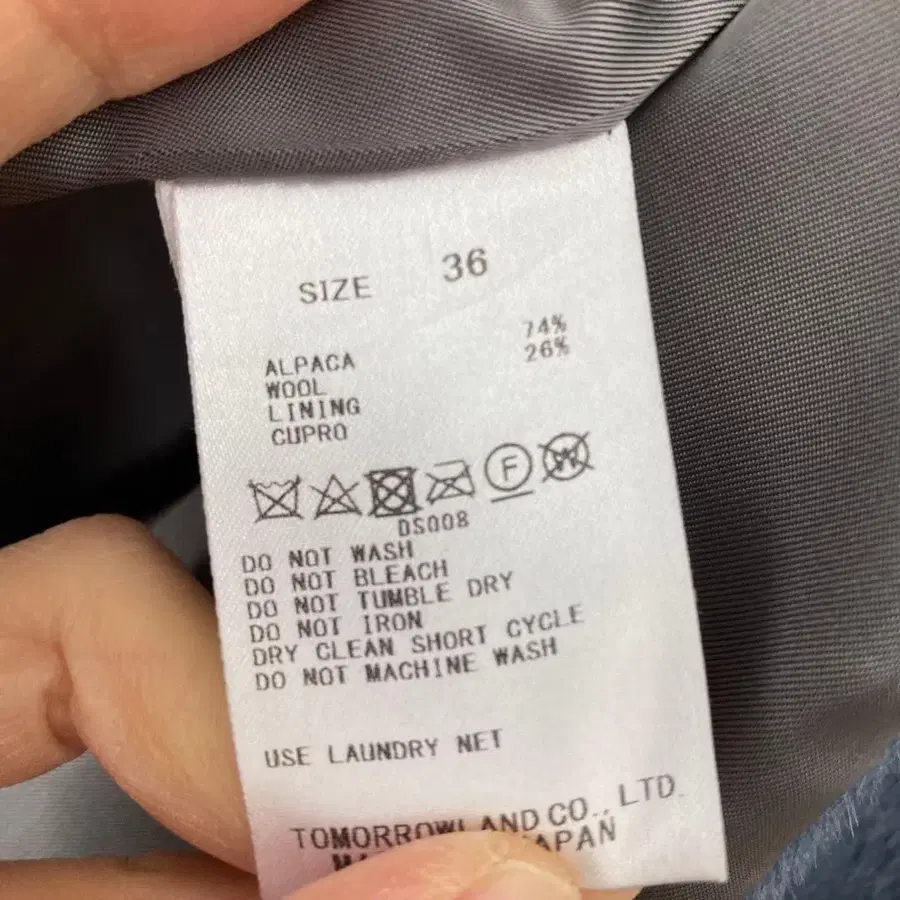 SIZE 36
ALPACA 74%
WOOL 26%
LINING
CUPRO
F W
DS008
DO NOT WASH
DO NOT BLEACH
DO NOT TUMBLE DRY
DO NOT IRON
DRY CLEAN SHORT CYCLE
DO NOT MACHINE WASH
USE LAUNDRY NET
TOMORROWLAND CO., LTD.
JAPAN